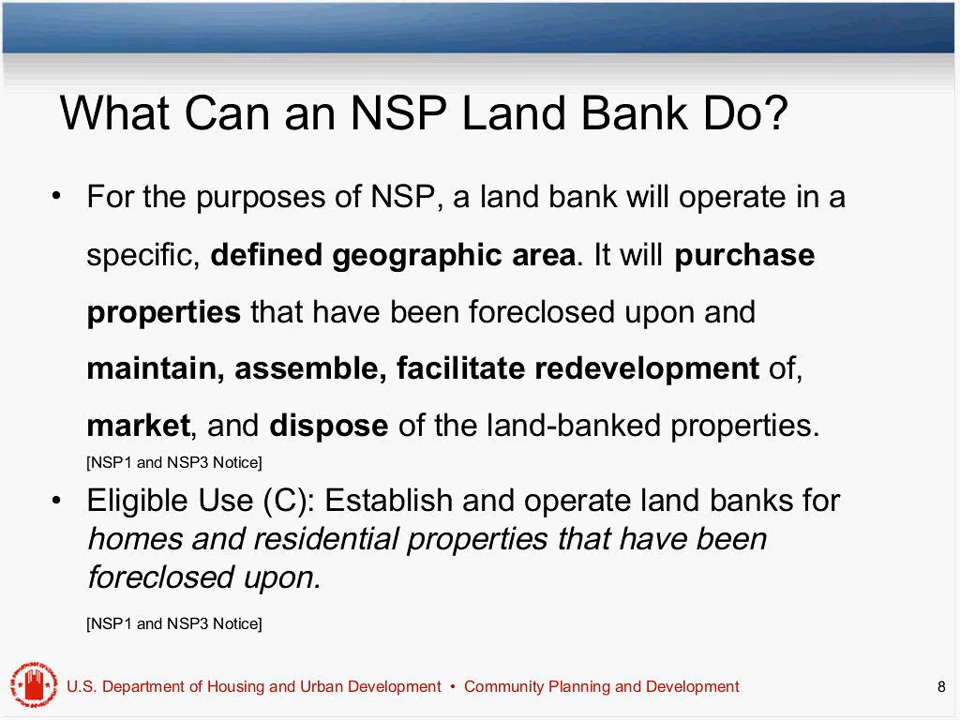 What Can an NSP Land Bank Do?
• For the purposes of NSP, a land bank will operate in a
specific, defined geographic area. It will purchase
properties that have been foreclosed upon and
maintain, assemble, facilitate redevelopment of,
market, and dispose of the land-banked properties.
[NSP1 and NSP3 Notice]
• Eligible Use (C): Establish and operate land banks for
homes and residential properties that have been
foreclosed upon.
[NSP1 and NSP3 Notice]
U.S. Department of Housing and Urban Development • Community Planning and Development 8